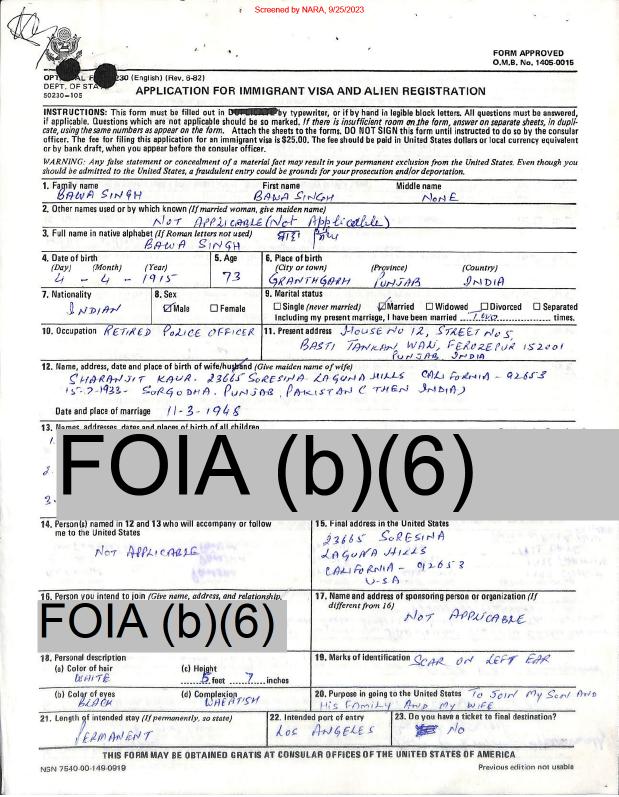 Screened by NARA, 9/25/2023
FORM APPROVED
O.M.B. No. 1405-0015
230 (English) (Rev. 6-82)
DEPT. OF STATE
50230-105
APPLICATION FOR IMMIGRANT VISA AND ALIEN REGISTRATION
INSTRUCTIONS: This form must be filled out in DUPLICATE by typewriter, or if by hand in legible block letters. All questions must be answered,
if applicable. Questions which are not applicable should be so marked. If there is insufficient room on the form, answer on separate sheets, in dupli-
cate, using the same numbers as appear on the form. Attach the sheets to the forms. DO NOT SIGN this form until instructed to do so by the consular
officer. The fee for filing this application for an immigrant visa is $25.00. The fee should be paid in United States dollars or local currency equivalent
or by bank draft, when you appear before the consular officer.
WARNING: Any false statement or concealment of a material fact may result in your permanent exclusion from the United States. Even though you
should be admitted to the United States, a fraudulent entry could be grounds for your prosecution and/or deportation.
1. Family name First name Middle name
BAWA SINGH BAWA SINGH NONE
2. Other names used or by which known (If married woman, give maiden name)
NOT APPLICABLE (Not Applicable)
3. Full name in native alphabet (If Roman letters not used)
BAWA SINGH
4. Date of birth 5. Age 6. Place of birth
(Day) (Month) (Year) (City or town) (Province) (Country)
4 - 4 - 1915 73 GRANTHGARH PUNJAB INDIA
7. Nationality 8. Sex 9. Marital status
INDIAN Male Female Single (never married) Married Widowed Divorced Separated
Including my present marriage, I have been married TWO times.
10. Occupation RETIRED POLICE OFFICER 11. Present address HOUSE NO 12, STREET NO 5,
BASTI TANKAN WALI, FEROZEPUR 152001
PUNJAB, INDIA
12. Name, address, date and place of birth of wife/husband (Give maiden name of wife)
SHARANJIT KAUR. 23665 SORESINA LAGUNA HILLS CALIFORNIA - 92653
15-7-1933- SORGODHA, PUNJAB, PAKISTAN (THEN INDIA)
Date and place of marriage 11-3-1948
13. Names, addresses, dates and places of birth of all children
1.
2.
3.
FOIA (b)(6)
14. Person(s) named in 12 and 13 who will accompany or follow
me to the United States
NOT APPLICABLE
15. Final address in the United States
23665 SORESINA
LAGUNA HILLS
CALIFORNIA - 92653
U-SA
16. Person you intend to join (Give name, address, and relationship,
FOIA (b)(6)
17. Name and address of sponsoring person or organization (If
different from 16)
NOT APPLICABLE
18. Personal description
(a) Color of hair (c) Height
WHITE 5 feet 7 inches
(b) Color of eyes (d) Complexion
BLACK WHEATISH
19. Marks of identification SCAR ON LEFT EAR
20. Purpose in going to the United States TO JOIN MY SON AND
HIS FAMILY AND MY WIFE
21. Length of intended stay (If permanently, so state) 22. Intended port of entry 23. Do you have a ticket to final destination?
PERMANENT LOS ANGELES NO
THIS FORM MAY BE OBTAINED GRATIS AT CONSULAR OFFICES OF THE UNITED STATES OF AMERICA
NSN 7540-00-149-0919 Previous edition not usable